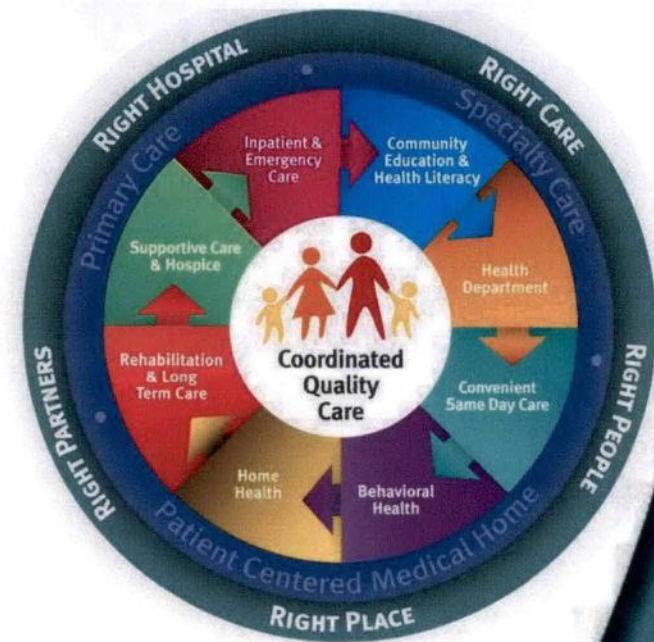 RIGHT HOSPITAL
RIGHT CARE
RIGHT PEOPLE
RIGHT PLACE
RIGHT PARTNERS
Primary Care
Specialty Care
Patient Centered Medical Home
Inpatient &
Emergency
Care
Community
Education &
Health Literacy
Health
Department
Convenient
Same Day Care
Behavioral
Health
Home
Health
Rehabilitation
& Long
Term Care
Supportive Care
& Hospice
Coordinated
Quality
Care